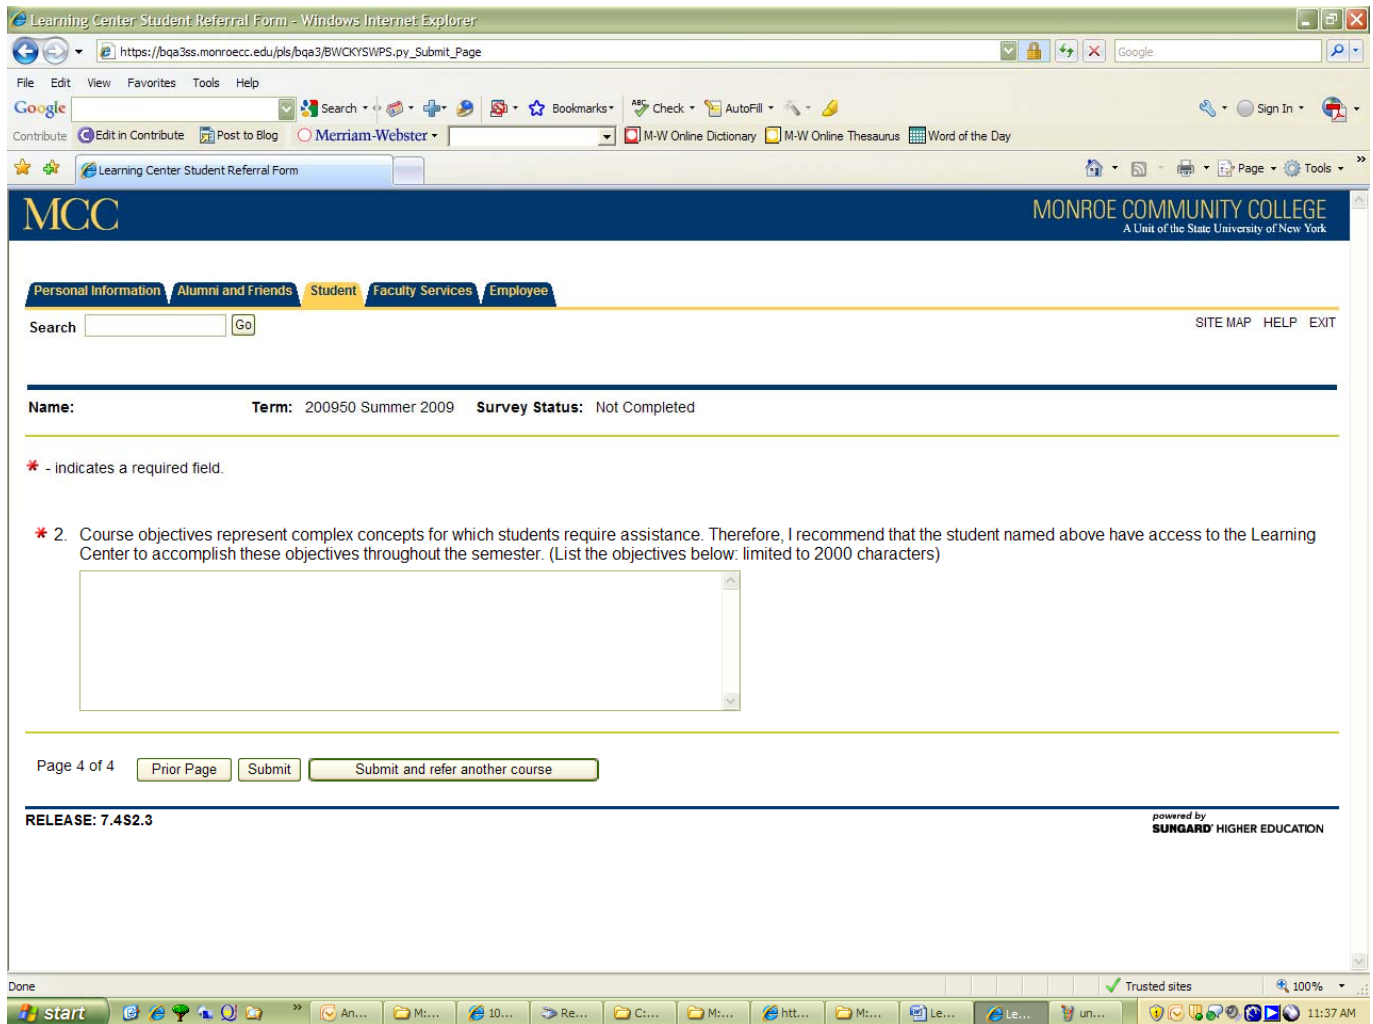 Learning Center Student Referral Form - Windows Internet Explorer
https://bqa3ss.monroecc.edu/pls/bqa3/BWCKYSWPS.py_Submit_Page
Google
File Edit View Favorites Tools Help
Google Search Bookmarks Check AutoFill Sign In
Contribute Edit in Contribute Post to Blog Merriam-Webster M-W Online Dictionary M-W Online Thesaurus Word of the Day
Learning Center Student Referral Form Page Tools
MCC MONROE COMMUNITY COLLEGE
A Unit of the State University of New York
Personal Information Alumni and Friends Student Faculty Services Employee
Search Go SITE MAP HELP EXIT
Name: Term: 200950 Summer 2009 Survey Status: Not Completed
* - indicates a required field.
* 2. Course objectives represent complex concepts for which students require assistance. Therefore, I recommend that the student named above have access to the Learning
Center to accomplish these objectives throughout the semester. (List the objectives below: limited to 2000 characters)
Page 4 of 4 Prior Page Submit Submit and refer another course
RELEASE: 7.4S2.3
powered by
SUNGARD HIGHER EDUCATION
Done Trusted sites 100%
start An... M:... 10... Re... C:... M:... htt... M:... Le... Le... un... 11:37 AM